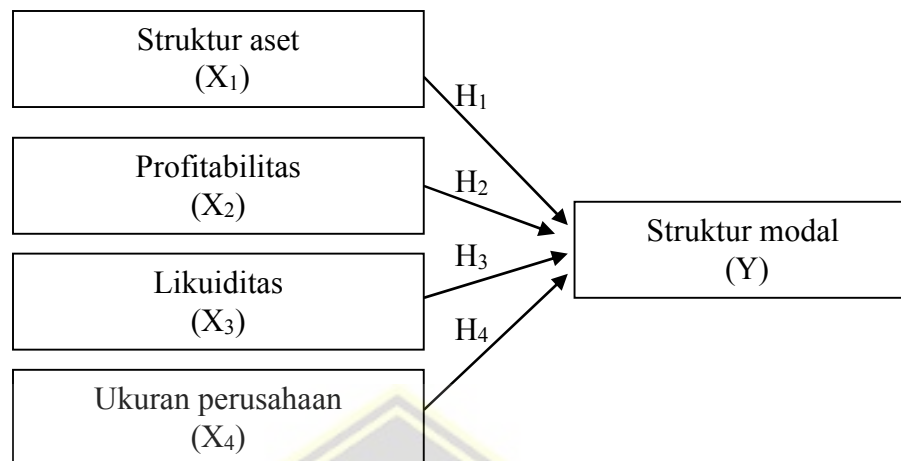 Struktur aset
(X₁)
H₁
Profitabilitas
(X₂)
H₂
Struktur modal
(Y)
Likuiditas
(X₃)
H₃
H₄
Ukuran perusahaan
(X₄)